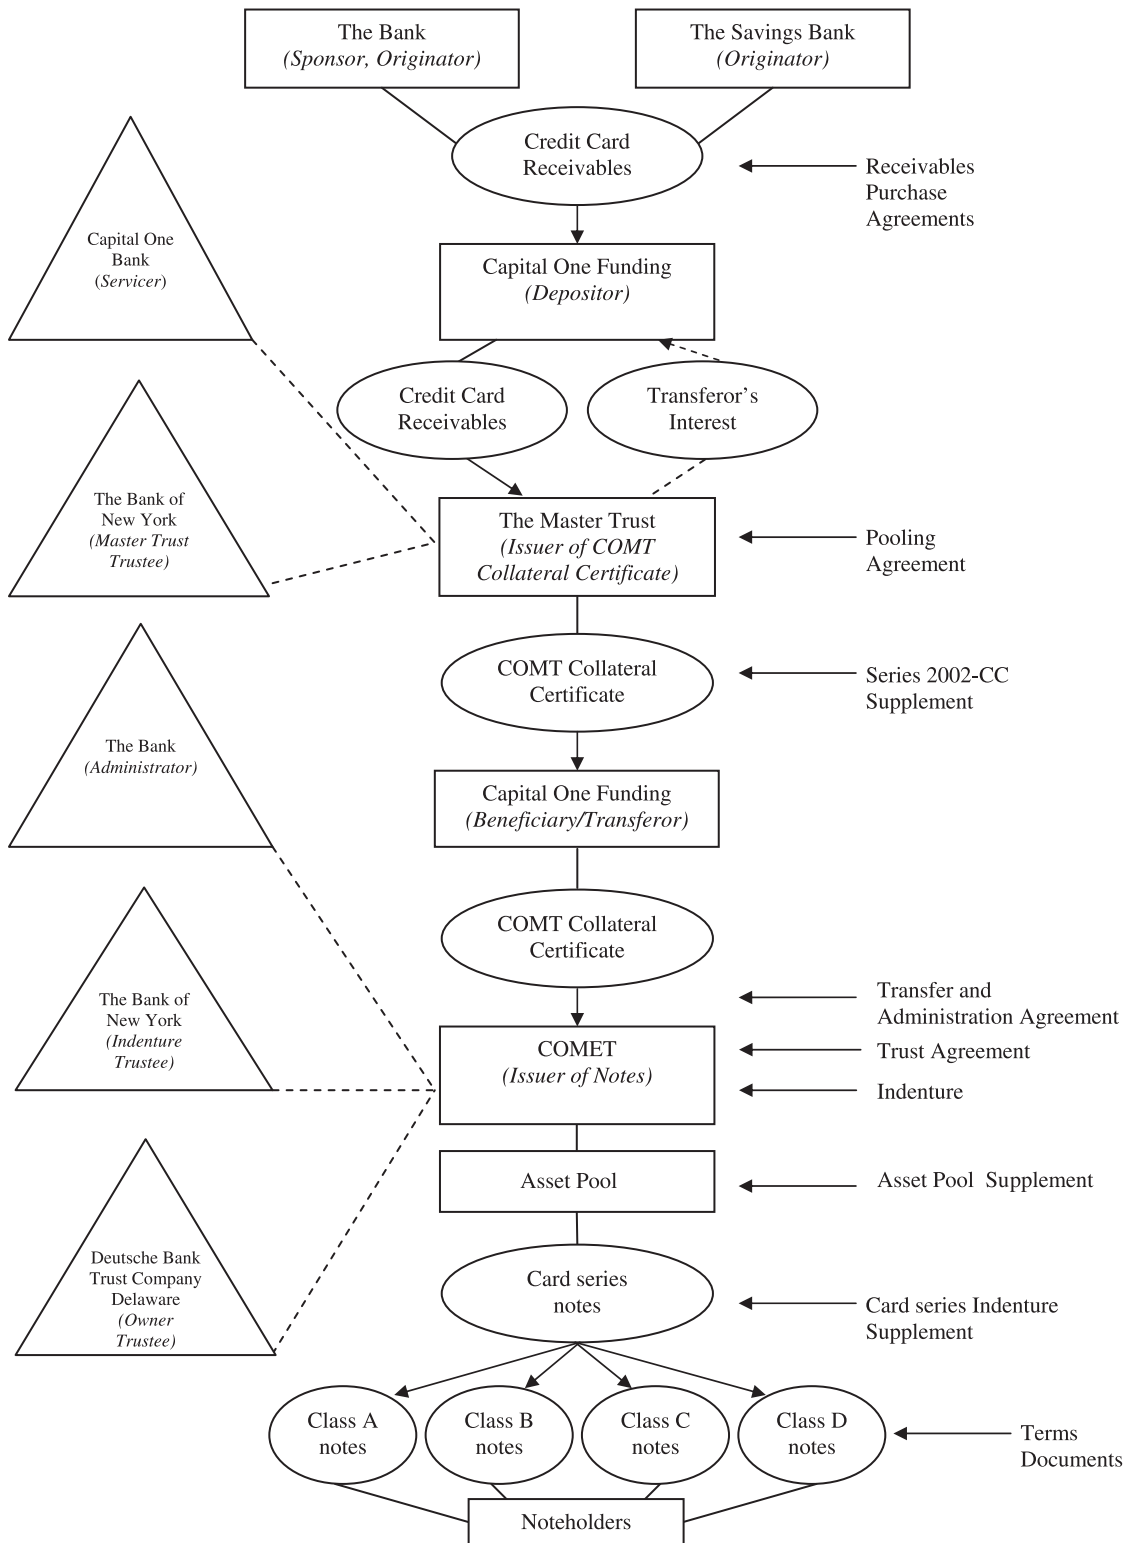 The Bank
(Sponsor, Originator)
The Savings Bank
(Originator)
Credit Card
Receivables
Receivables
Purchase
Agreements
Capital One
Bank
(Servicer)
Capital One Funding
(Depositor)
Credit Card
Receivables
Transferor’s
Interest
The Bank of
New York
(Master Trust
Trustee)
The Master Trust
(Issuer of COMT
Collateral Certificate)
Pooling
Agreement
COMT Collateral
Certificate
Series 2002-CC
Supplement
The Bank
(Administrator)
Capital One Funding
(Beneficiary/Transferor)
COMT Collateral
Certificate
The Bank of
New York
(Indenture
Trustee)
Transfer and
Administration Agreement
COMET
(Issuer of Notes)
Trust Agreement
Indenture
Asset Pool
Asset Pool Supplement
Deutsche Bank
Trust Company
Delaware
(Owner
Trustee)
Card series
notes
Card series Indenture
Supplement
Class A
notes
Class B
notes
Class C
notes
Class D
notes
Terms
Documents
Noteholders